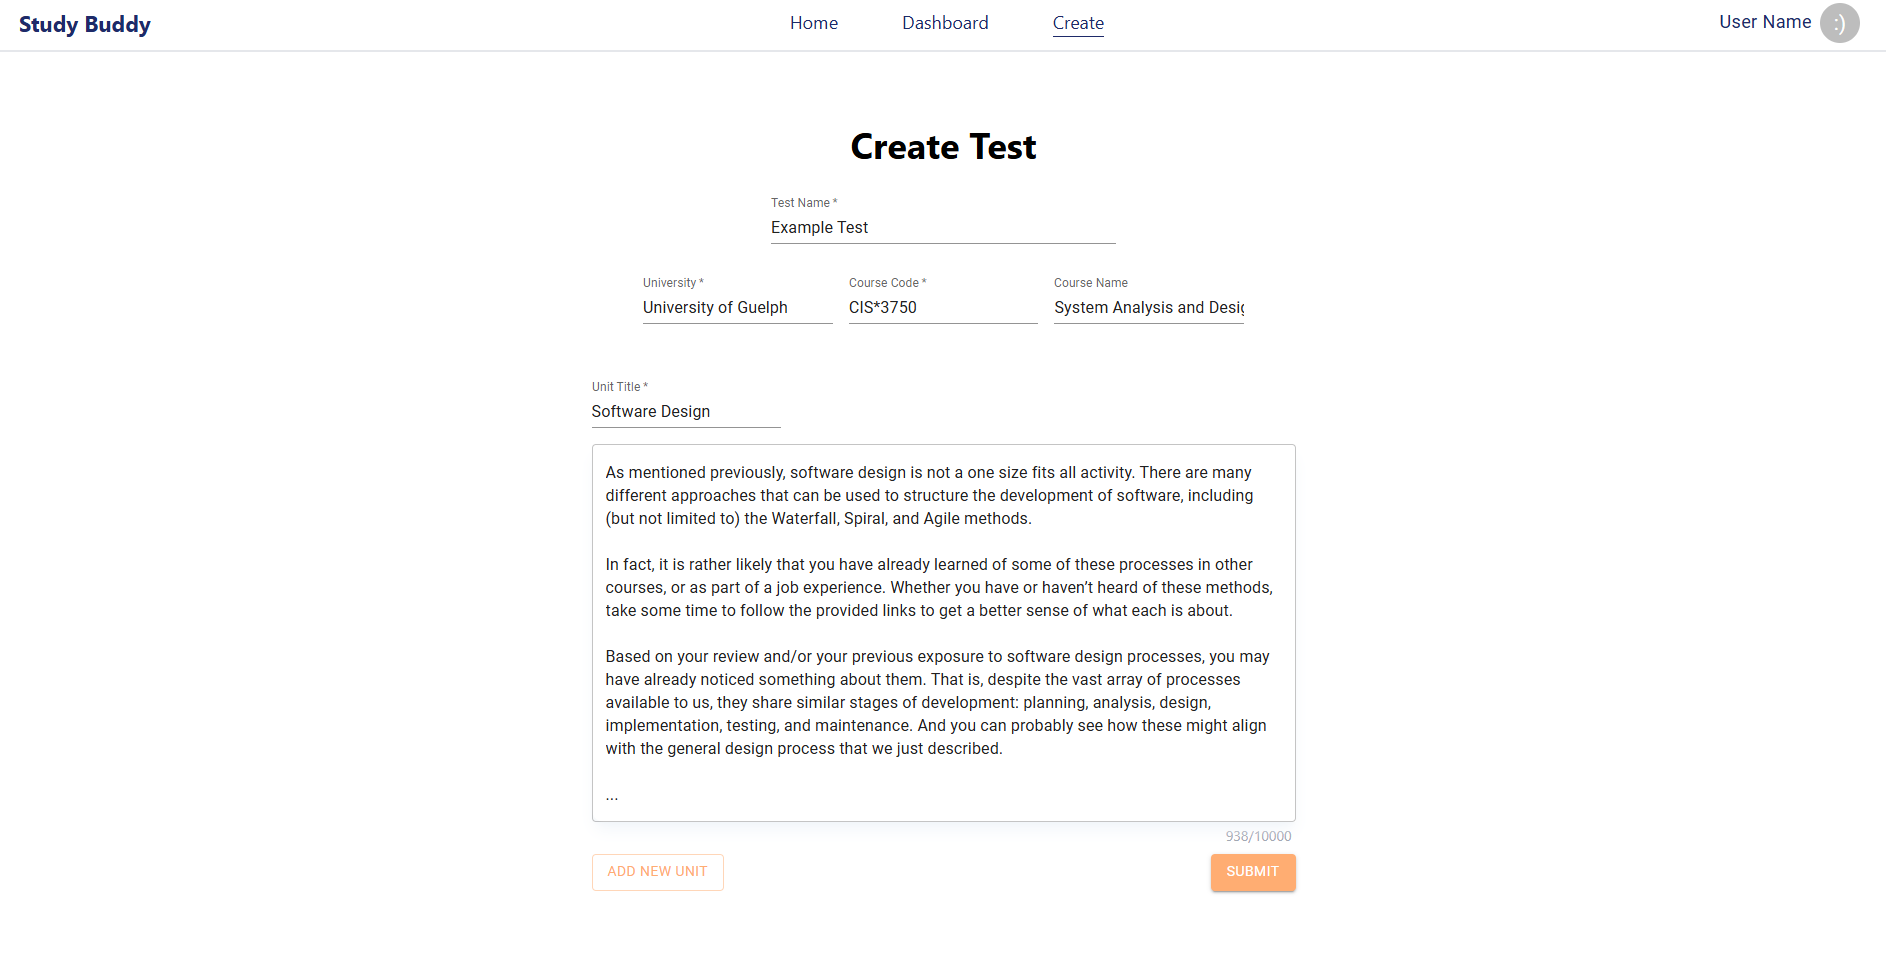 Study Buddy
Home
Dashboard
Create
User Name
:)
Create Test
Test Name *
Example Test
University *
Course Code *
Course Name
University of Guelph
CIS*3750
System Analysis and Desig
Unit Title *
Software Design
As mentioned previously, software design is not a one size fits all activity. There are many
different approaches that can be used to structure the development of software, including
(but not limited to) the Waterfall, Spiral, and Agile methods.
In fact, it is rather likely that you have already learned of some of these processes in other
courses, or as part of a job experience. Whether you have or haven’t heard of these methods,
take some time to follow the provided links to get a better sense of what each is about.
Based on your review and/or your previous exposure to software design processes, you may
have already noticed something about them. That is, despite the vast array of processes
available to us, they share similar stages of development: planning, analysis, design,
implementation, testing, and maintenance. And you can probably see how these might align
with the general design process that we just described.
...
938/10000
ADD NEW UNIT
SUBMIT